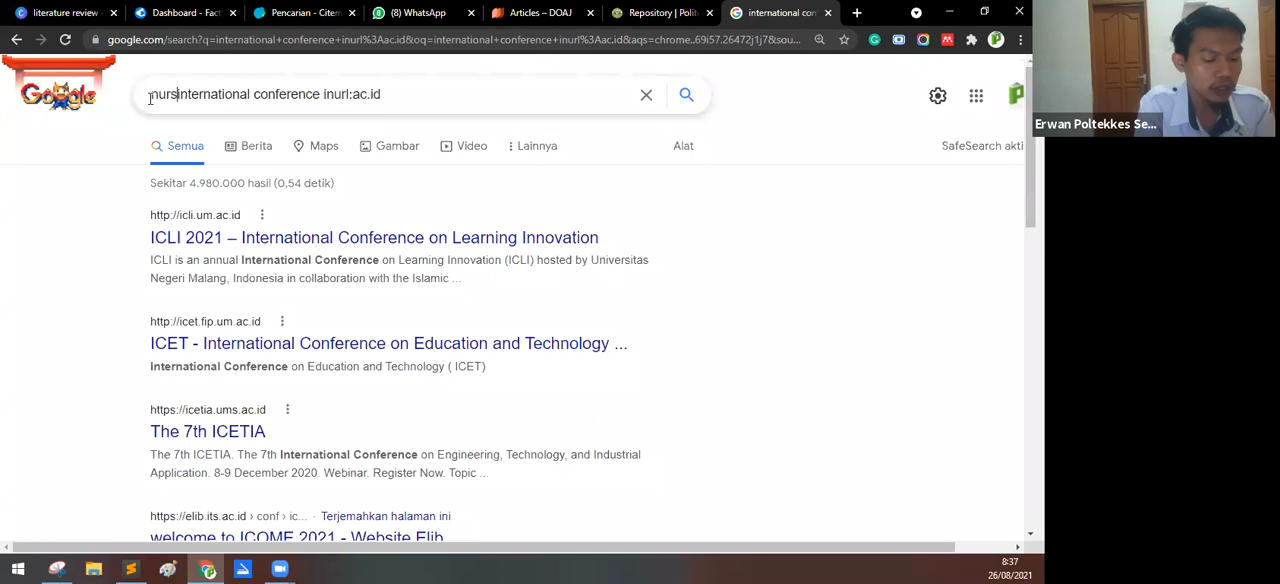 literature review
Dashboard - Fact
Pencarian - Citem
(8) WhatsApp
Articles – DOAJ
Repository | Polit
international con
google.com/search?q=international+conference+inurl%3Aac.id&oq=international+conference+inurl%3Aac.id&aqs=chrome..69i57.26472j1j7&sou...
Google
nursinternational conference inurl:ac.id
Erwan Poltekkes Se...
Semua
Berita
Maps
Gambar
Video
Lainnya
Alat
SafeSearch akti
Sekitar 4.980.000 hasil (0,54 detik)
http://icli.um.ac.id
ICLI 2021 – International Conference on Learning Innovation
ICLI is an annual International Conference on Learning Innovation (ICLI) hosted by Universitas
Negeri Malang, Indonesia in collaboration with the Islamic ...
http://icet.fip.um.ac.id
ICET - International Conference on Education and Technology ...
International Conference on Education and Technology ( ICET)
https://icetia.ums.ac.id
The 7th ICETIA
The 7th ICETIA. The 7th International Conference on Engineering, Technology, and Industrial
Application. 8-9 December 2020. Webinar. Register Now. Topic ...
https://elib.its.ac.id › conf › ic... · Terjemahkan halaman ini
welcome to ICOME 2021 - Website Elib
8:37
26/08/2021